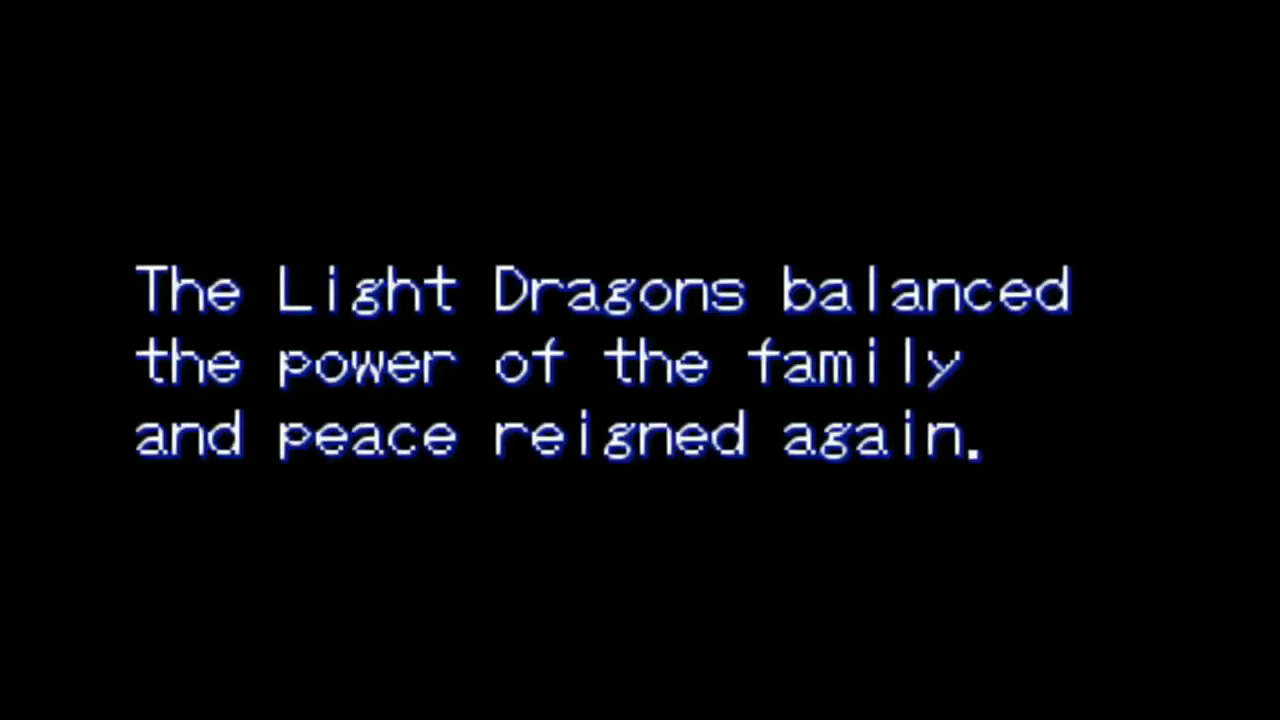 The Light Dragons balanced
the power of the family
and peace reigned again.